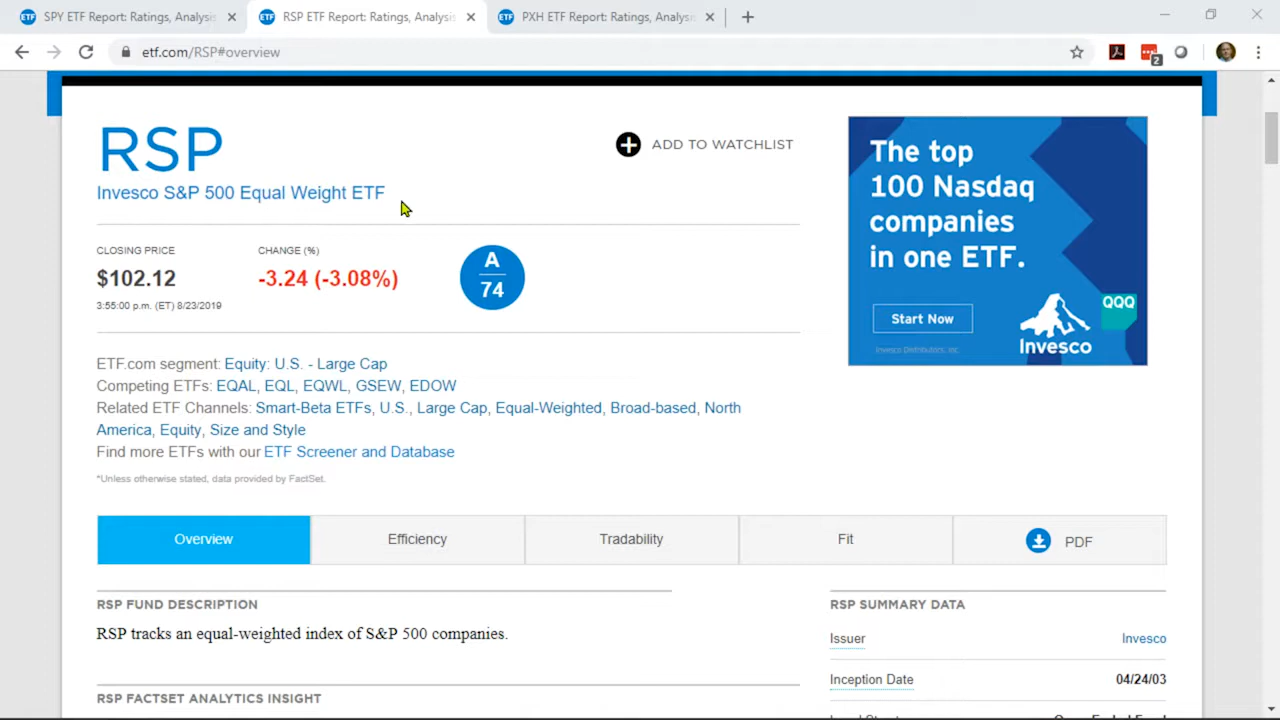 ETF SPY ETF Report: Ratings, Analysis
ETF RSP ETF Report: Ratings, Analysis
ETF PXH ETF Report: Ratings, Analysis
etf.com/RSP#overview
2
RSP
Invesco S&P 500 Equal Weight ETF
ADD TO WATCHLIST
CLOSING PRICE
$102.12
3:55:00 p.m. (ET) 8/23/2019
CHANGE (%)
-3.24 (-3.08%)
A
74
The top
100 Nasdaq
companies
in one ETF.
Start Now
QQQ
Invesco
Invesco Distributors, Inc.
ETF.com segment: Equity: U.S. - Large Cap
Competing ETFs: EQAL, EQL, EQWL, GSEW, EDOW
Related ETF Channels: Smart-Beta ETFs, U.S., Large Cap, Equal-Weighted, Broad-based, North
America, Equity, Size and Style
Find more ETFs with our ETF Screener and Database
*Unless otherwise stated, data provided by FactSet.
Overview
Efficiency
Tradability
Fit
PDF
RSP FUND DESCRIPTION
RSP tracks an equal-weighted index of S&P 500 companies.
RSP FACTSET ANALYTICS INSIGHT
RSP SUMMARY DATA
Issuer Invesco
Inception Date 04/24/03